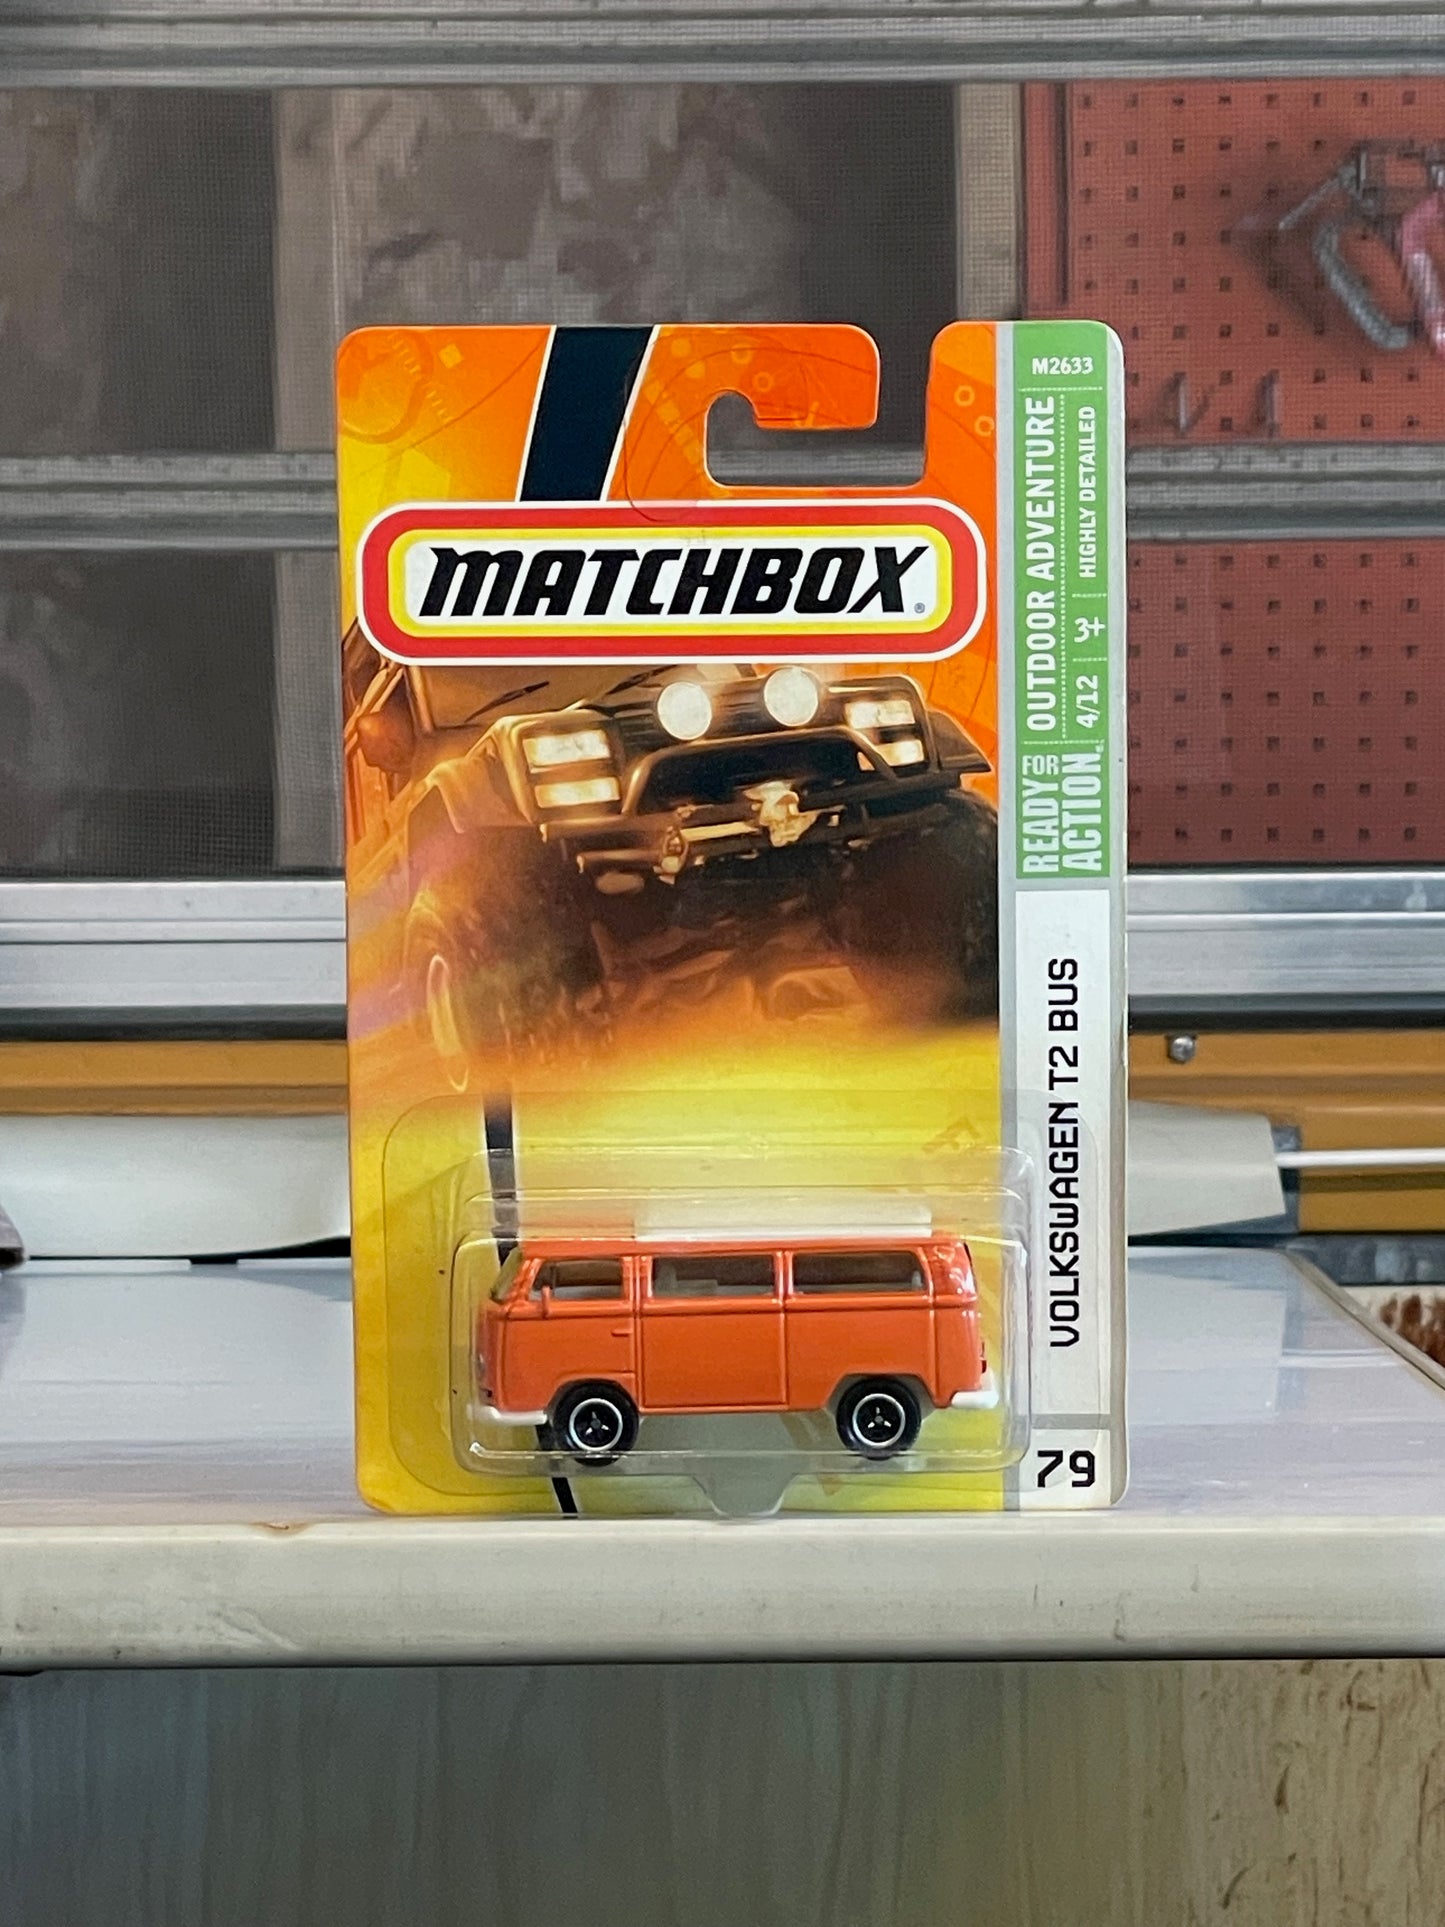 MATCHBOX®
M2633
OUTDOOR ADVENTURE
HIGHLY DETAILED
3+
4/12
READY FOR
ACTION
VOLKSWAGEN T2 BUS
79